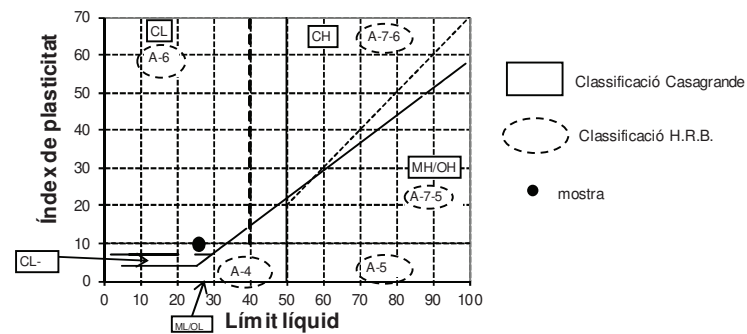 Índex de plasticitat
70
60
50
40
30
20
10
0
CL
A-6
CH
A-7-6
MH/OH
A-7-5
A-4
A-5
CL-
ML/OL
0 10 20 30 40 50 60 70 80 90 100
Límit líquid
Classificació Casagrande
Classificació H.R.B.
mostra